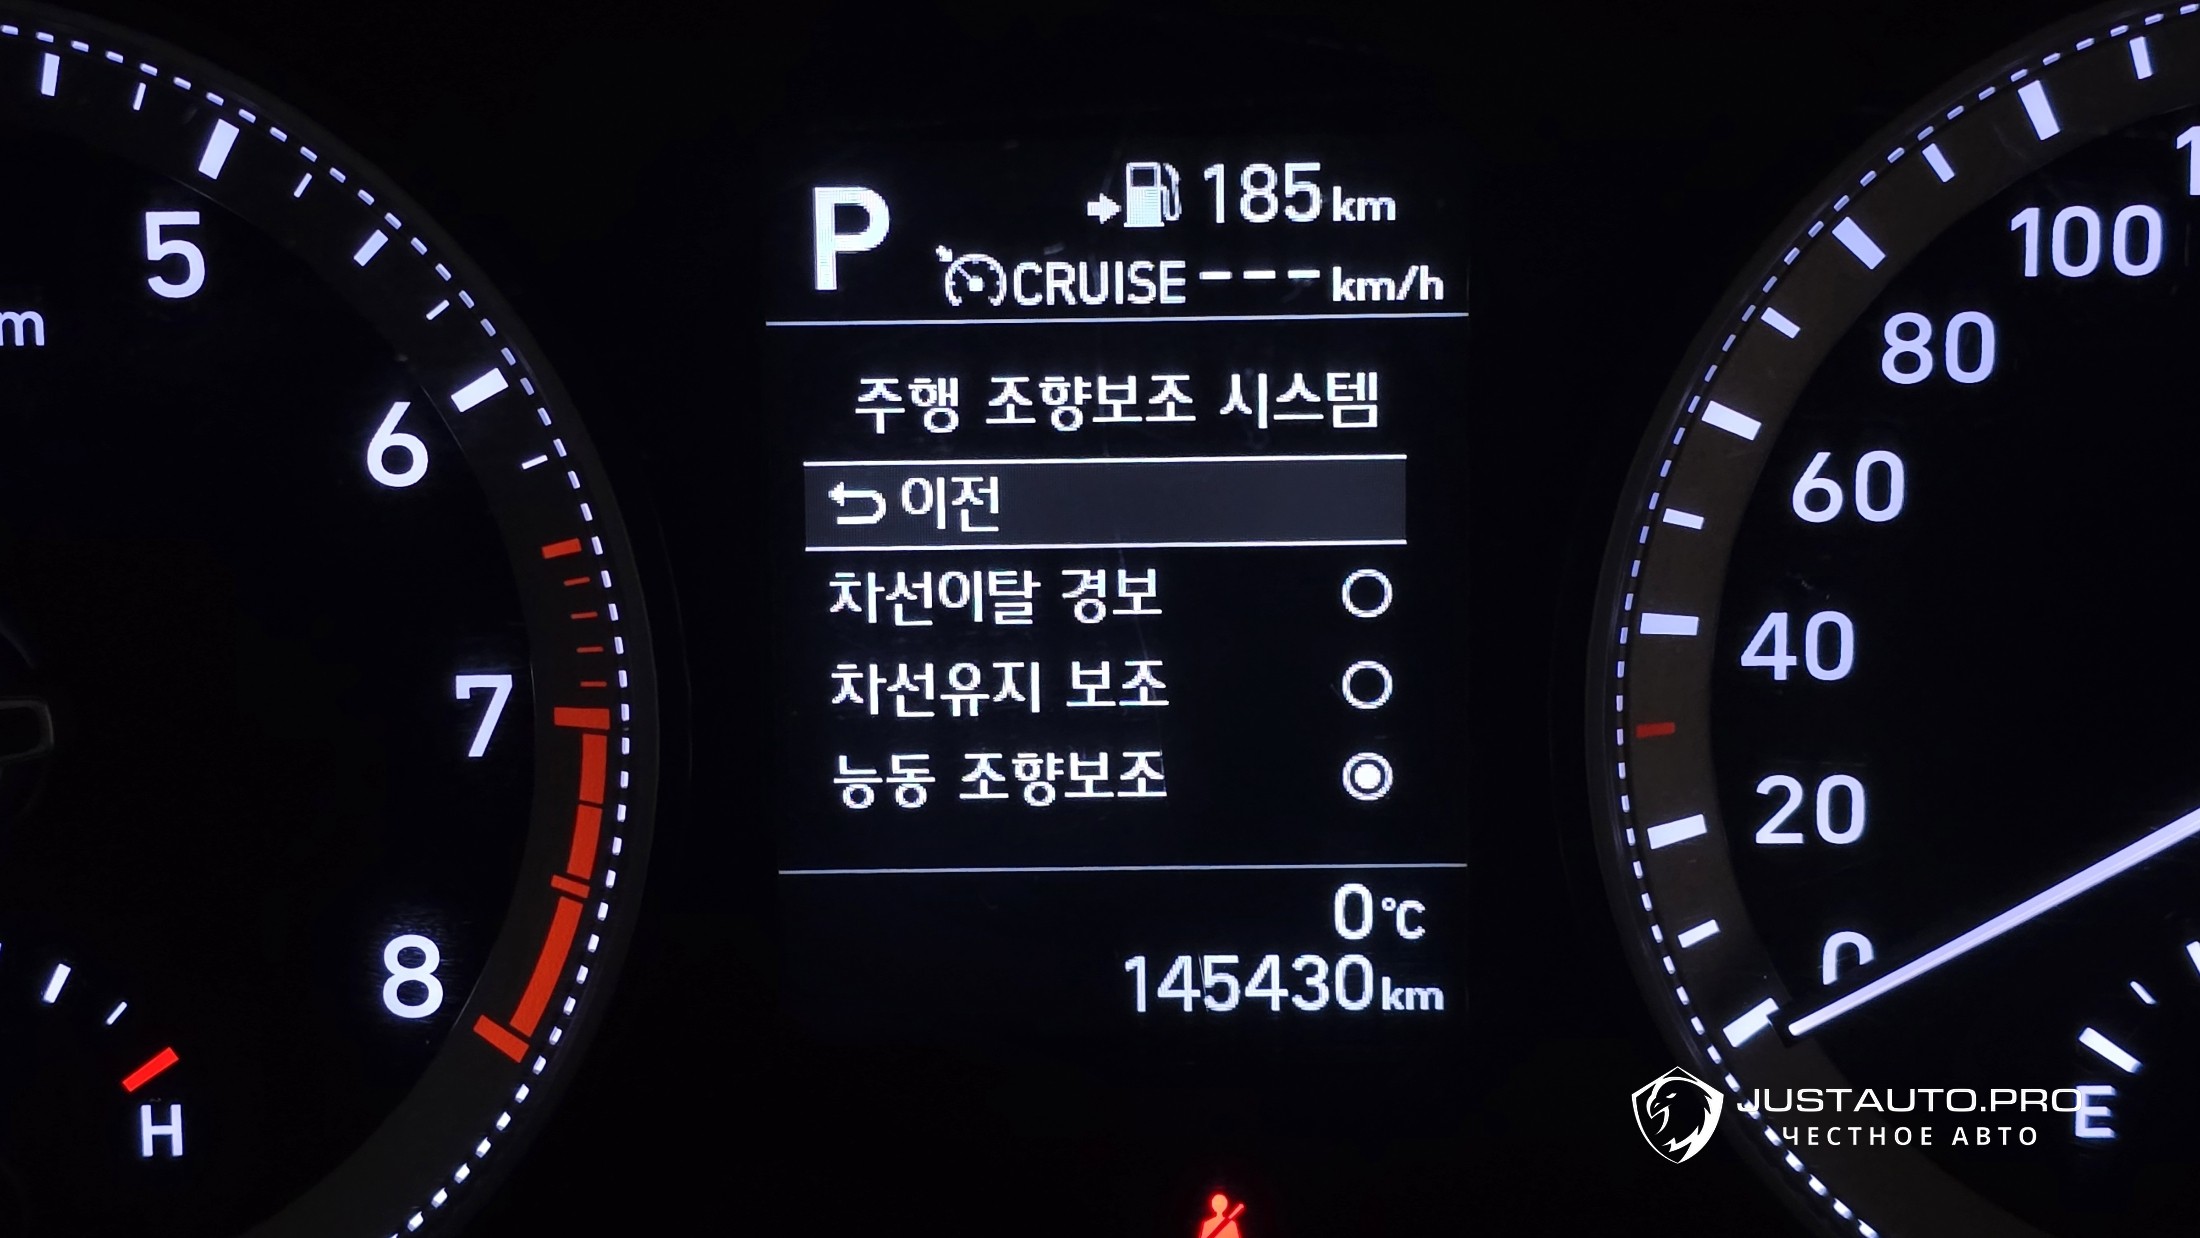 P
185km
CRUISE ---km/h
주행 조향보조 시스템
이전
차선이탈 경보
차선유지 보조
능동 조향보조
0℃
145430km
5
6
7
8
H
100
80
60
40
20
0
E
JUSTAUTO.PRO
ЧЕСТНОЕ АВТО